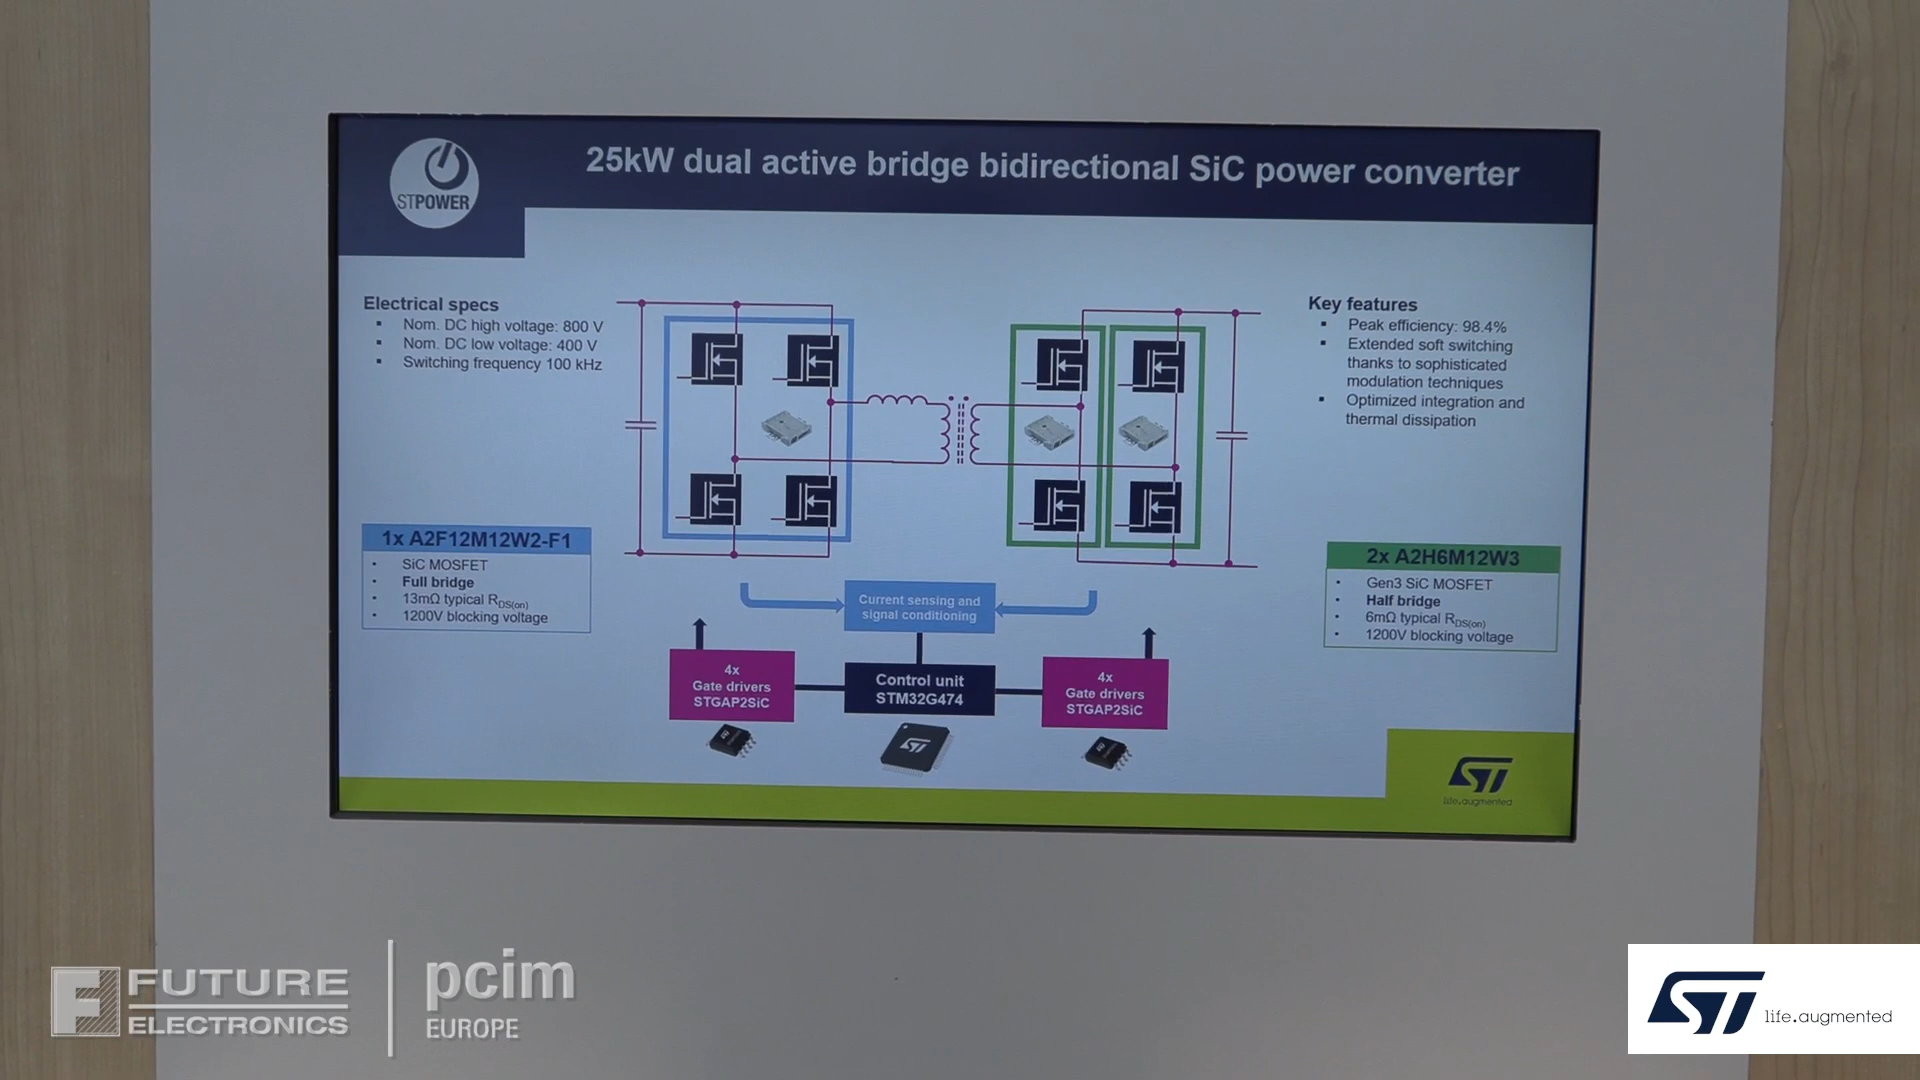 STPOWER
25kW dual active bridge bidirectional SiC power converter
Electrical specs
▪ Nom. DC high voltage: 800 V
▪ Nom. DC low voltage: 400 V
▪ Switching frequency 100 kHz
Key features
▪ Peak efficiency: 98.4%
▪ Extended soft switching
thanks to sophisticated
modulation techniques
▪ Optimized integration and
thermal dissipation
1x A2F12M12W2-F1
• SiC MOSFET
• Full bridge
• 13mΩ typical RDS(on)
• 1200V blocking voltage
2x A2H6M12W3
• Gen3 SiC MOSFET
• Half bridge
• 6mΩ typical RDS(on)
• 1200V blocking voltage
Current sensing and
signal conditioning
4x
Gate drivers
STGAP2SiC
Control unit
STM32G474
4x
Gate drivers
STGAP2SiC
ST
ST
ST
ST
life.augmented
FUTURE
ELECTRONICS
pcim
EUROPE
ST life.augmented